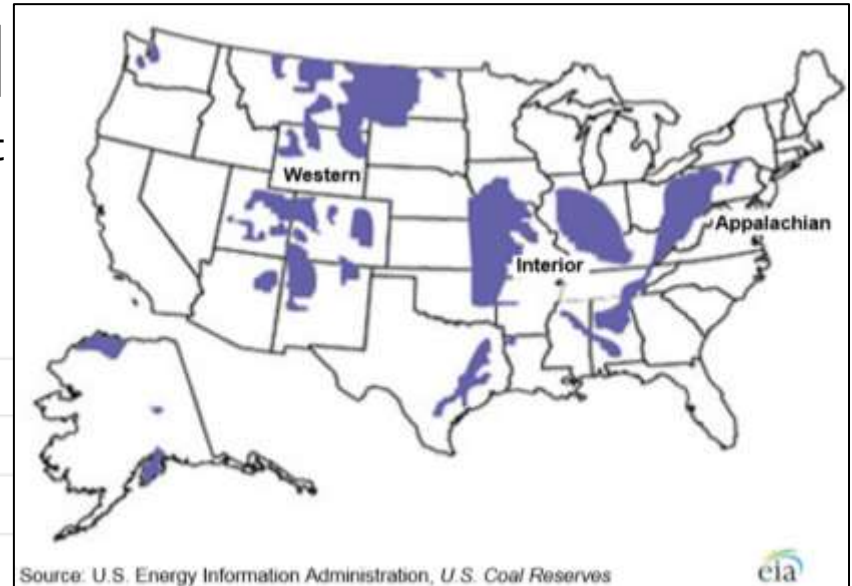 t
Western
Appalachian
Interior
Source: U.S. Energy Information Administration, U.S. Coal Reserves
eia